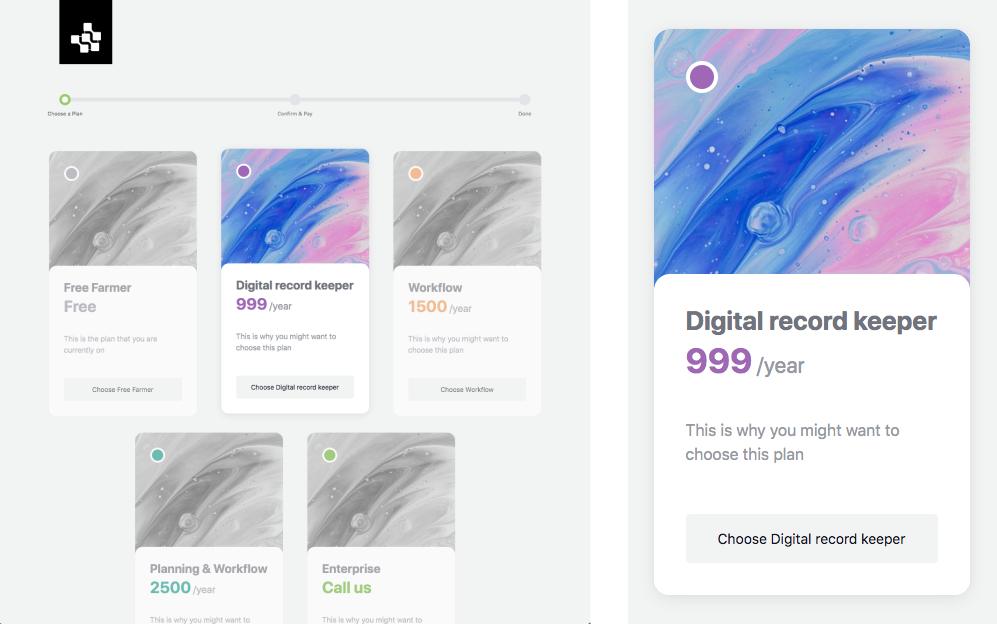 Choose a Plan
Confirm & Pay
Done
Free Farmer
Free
This is the plan that you are
currently on
Choose Free Farmer
Digital record keeper
999 /year
This is why you might want to
choose this plan
Choose Digital record keeper
Workflow
1500 /year
This is why you might want to
choose this plan
Choose Workflow
Planning & Workflow
2500 /year
This is why you might want to
Enterprise
Call us
This is why you might want to
Digital record keeper
999 /year
This is why you might want to
choose this plan
Choose Digital record keeper